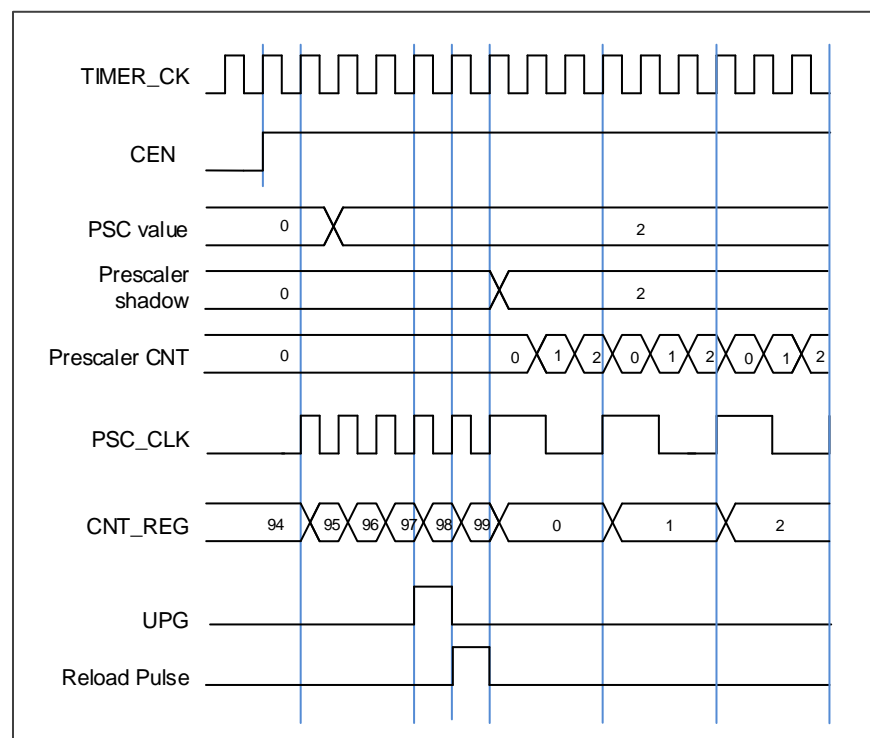 TIMER_CK
CEN
PSC value 0 2
Prescaler
shadow 0 2
Prescaler CNT 0 0 1 2 0 1 2 0 1 2
PSC_CLK
CNT_REG 94 95 96 97 98 99 0 1 2
UPG
Reload Pulse